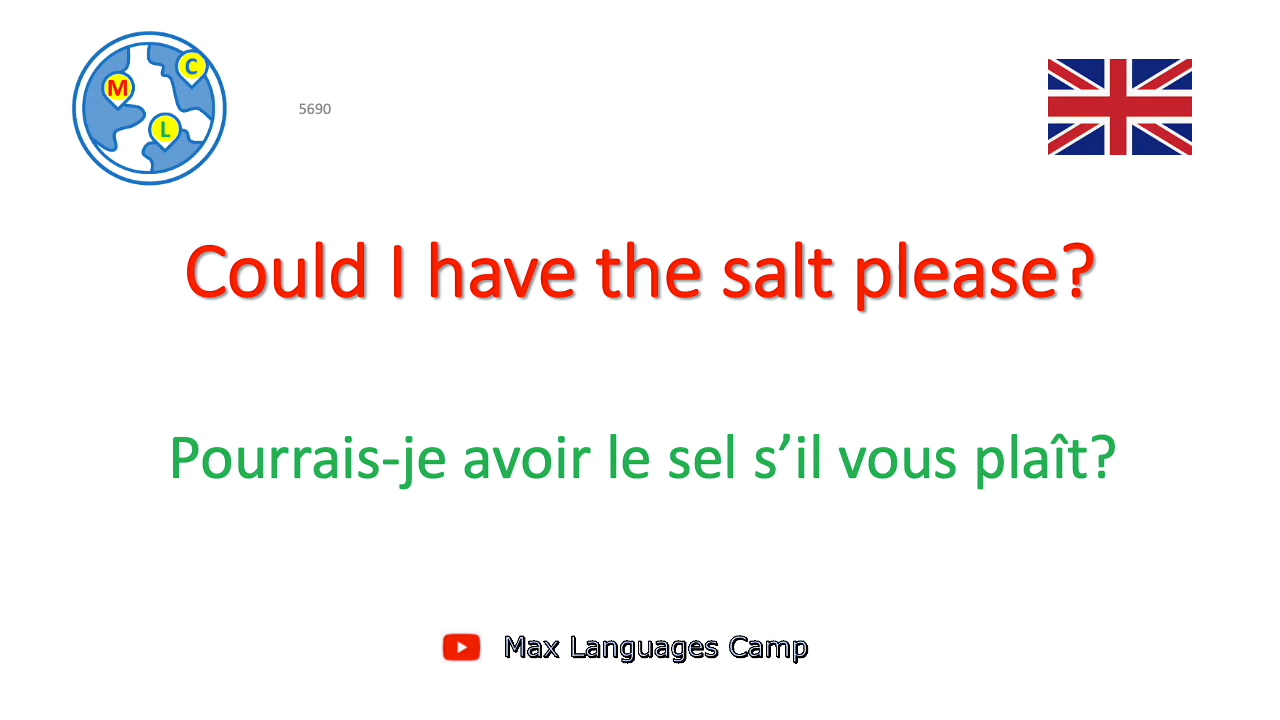 M
C
L
5690
Could I have the salt please?
Pourrais-je avoir le sel s’il vous plaît?
Max Languages Camp